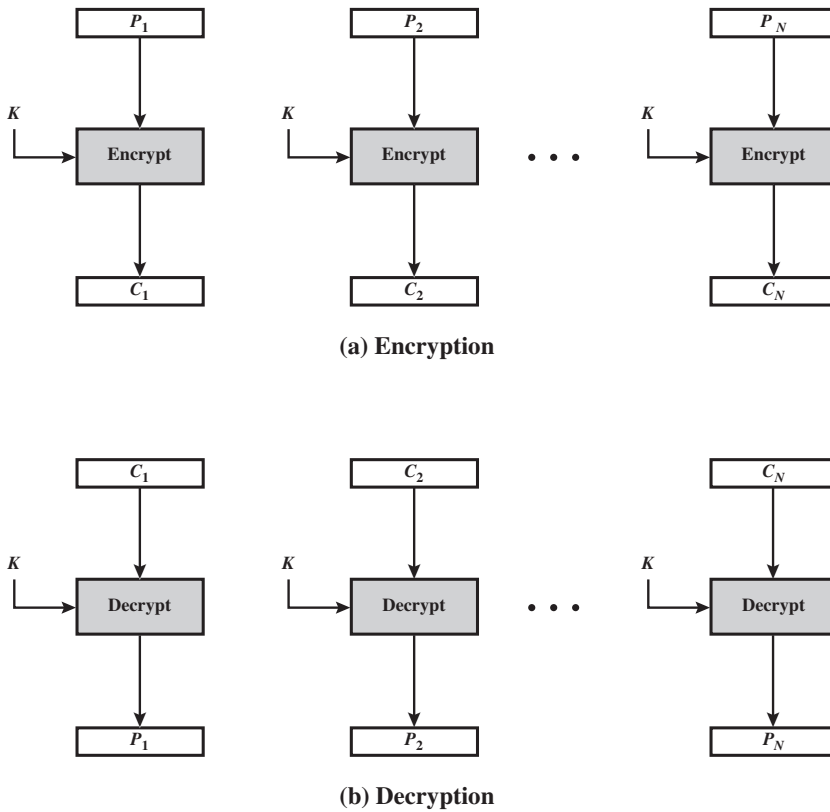 P1 P2 PN
K K K
Encrypt Encrypt • • • Encrypt
C1 C2 CN
(a) Encryption
C1 C2 CN
K K K
Decrypt Decrypt • • • Decrypt
P1 P2 PN
(b) Decryption